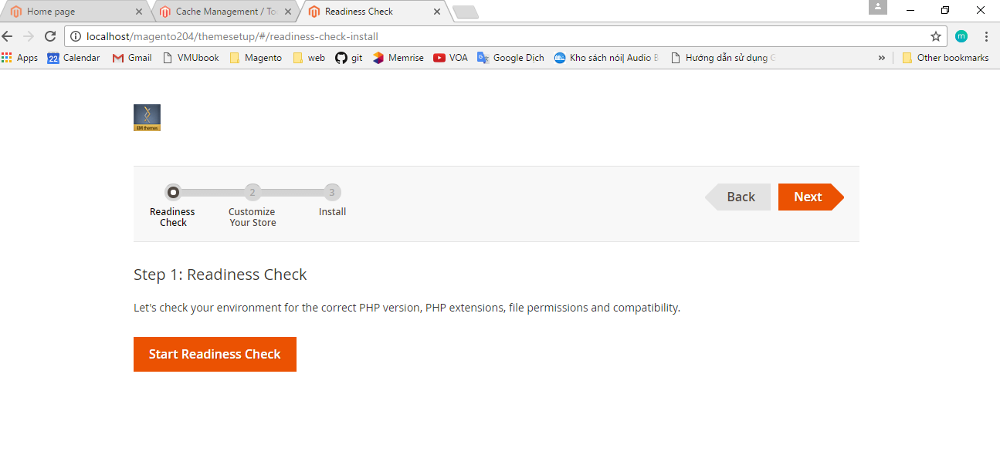 Home page
Cache Management / To
Readiness Check
localhost/magento204/themesetup/#/readiness-check-install
m
Apps
22
Calendar
Gmail
VMUbook
Magento
web
git
Memrise
VOA
Google Dịch
Kho sách nói| Audio B
Hướng dẫn sử dụng G
»
Other bookmarks
EM themes
2
3
Readiness
Check
Customize
Your Store
Install
Back
Next
Step 1: Readiness Check
Let's check your environment for the correct PHP version, PHP extensions, file permissions and compatibility.
Start Readiness Check